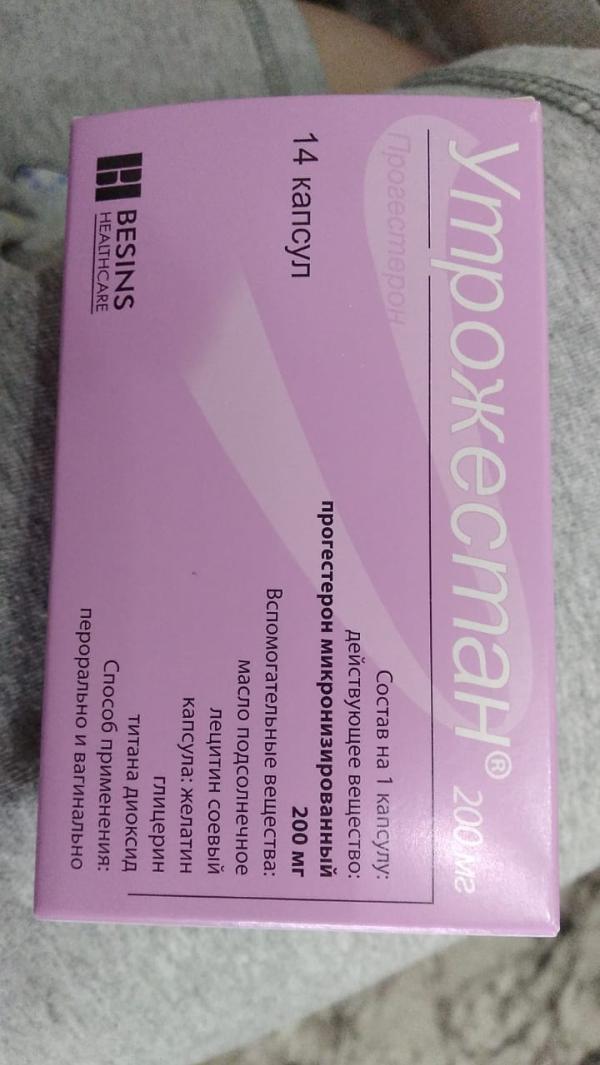 Утрожестан® 200 мг
Прогестерон
14 капсул
Состав на 1 капсулу:
действующее вещество:
прогестерон микронизированный
200 мг
Вспомогательные вещества:
масло подсолнечное
лецитин соевый
капсула: желатин
глицерин
титана диоксид
Способ применения:
перорально и вагинально
BESINS
HEALTHCARE